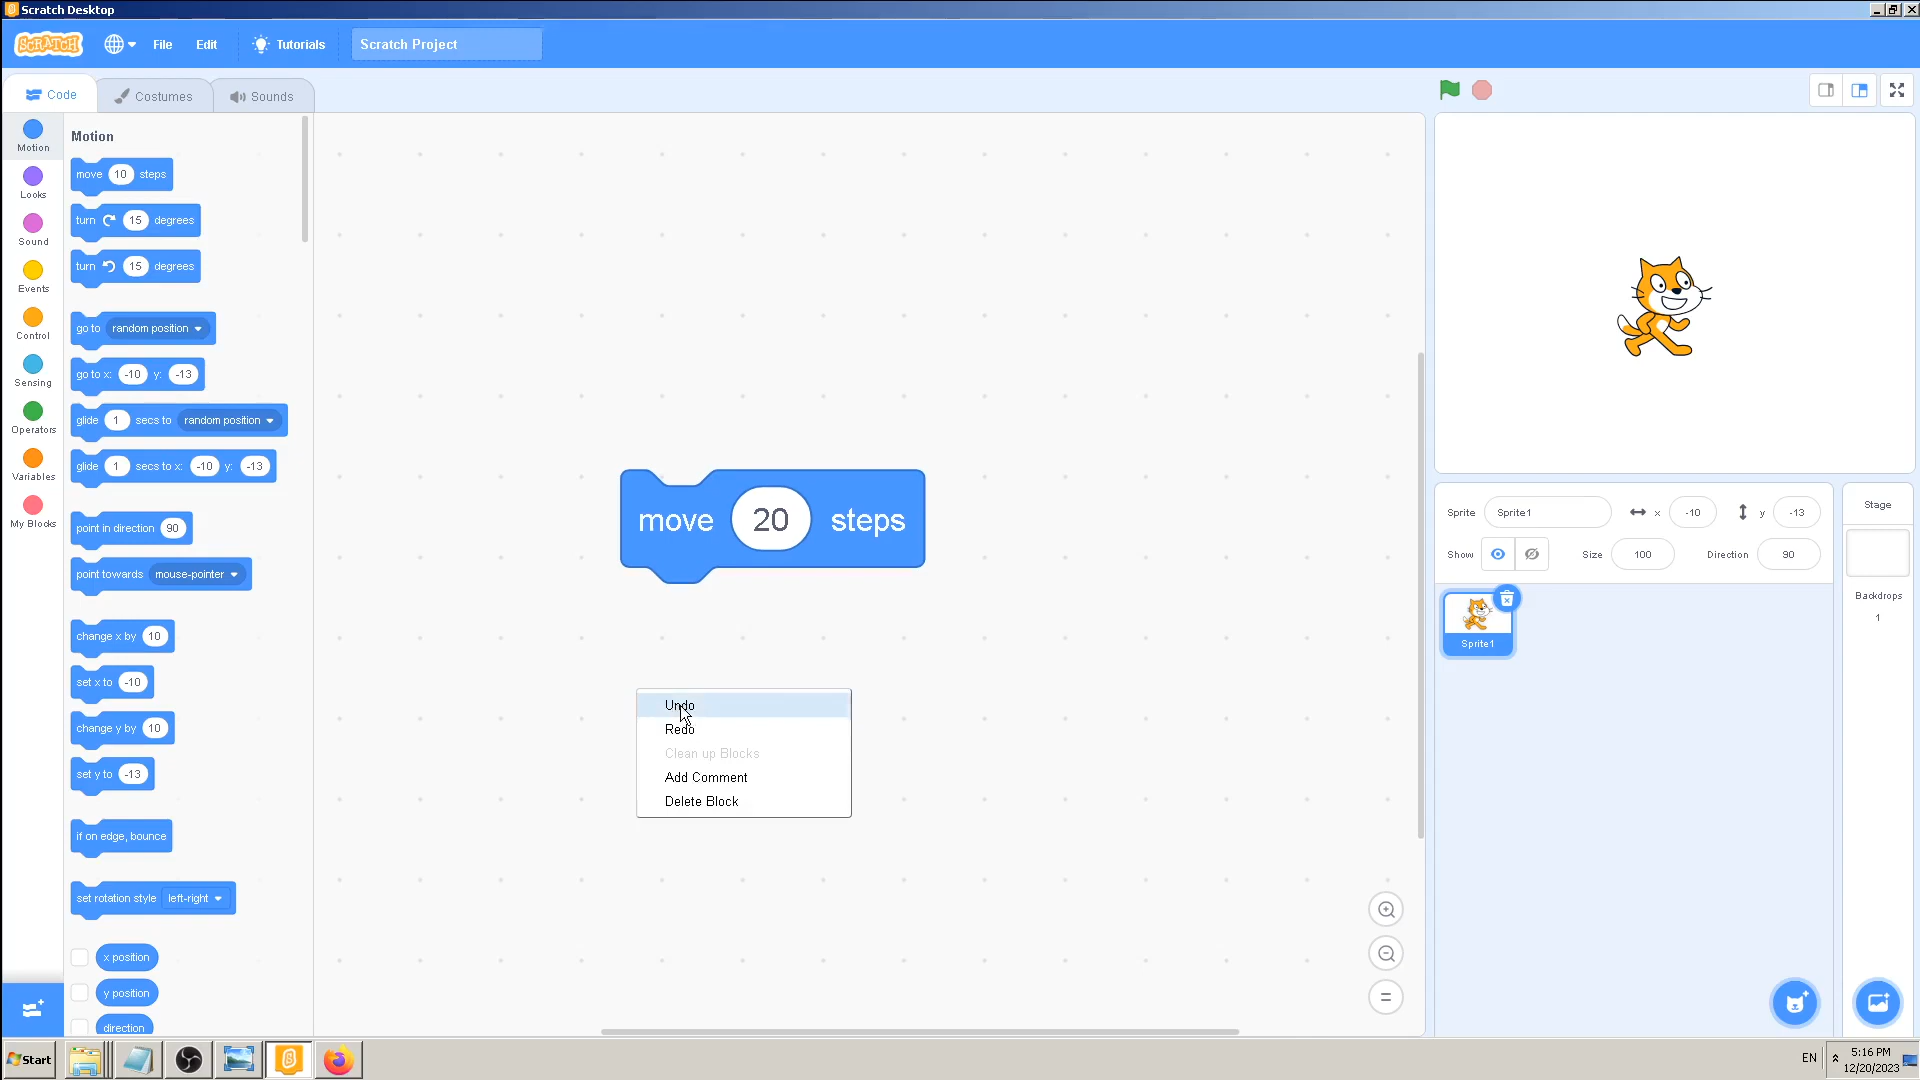 Scratch Desktop
SCRATCH
File
Edit
Tutorials
Scratch Project
Code
Costumes
Sounds
Motion
Looks
Sound
Events
Control
Sensing
Operators
Variables
My Blocks
Motion
move 10 steps
turn 15 degrees
turn 15 degrees
go to random position
go to x: -10 y: -13
glide 1 secs to random position
glide 1 secs to x: -10 y: -13
point in direction 90
point towards mouse-pointer
change x by 10
set x to -10
change y by 10
set y to -13
if on edge, bounce
set rotation style left-right
x position
y position
direction
move 20 steps
Undo
Redo
Clean up Blocks
Add Comment
Delete Block
Sprite Sprite1 x -10 y -13
Show Size 100 Direction 90
Sprite1
Stage
Backdrops
1
Start
EN
5:16 PM
12/20/2023